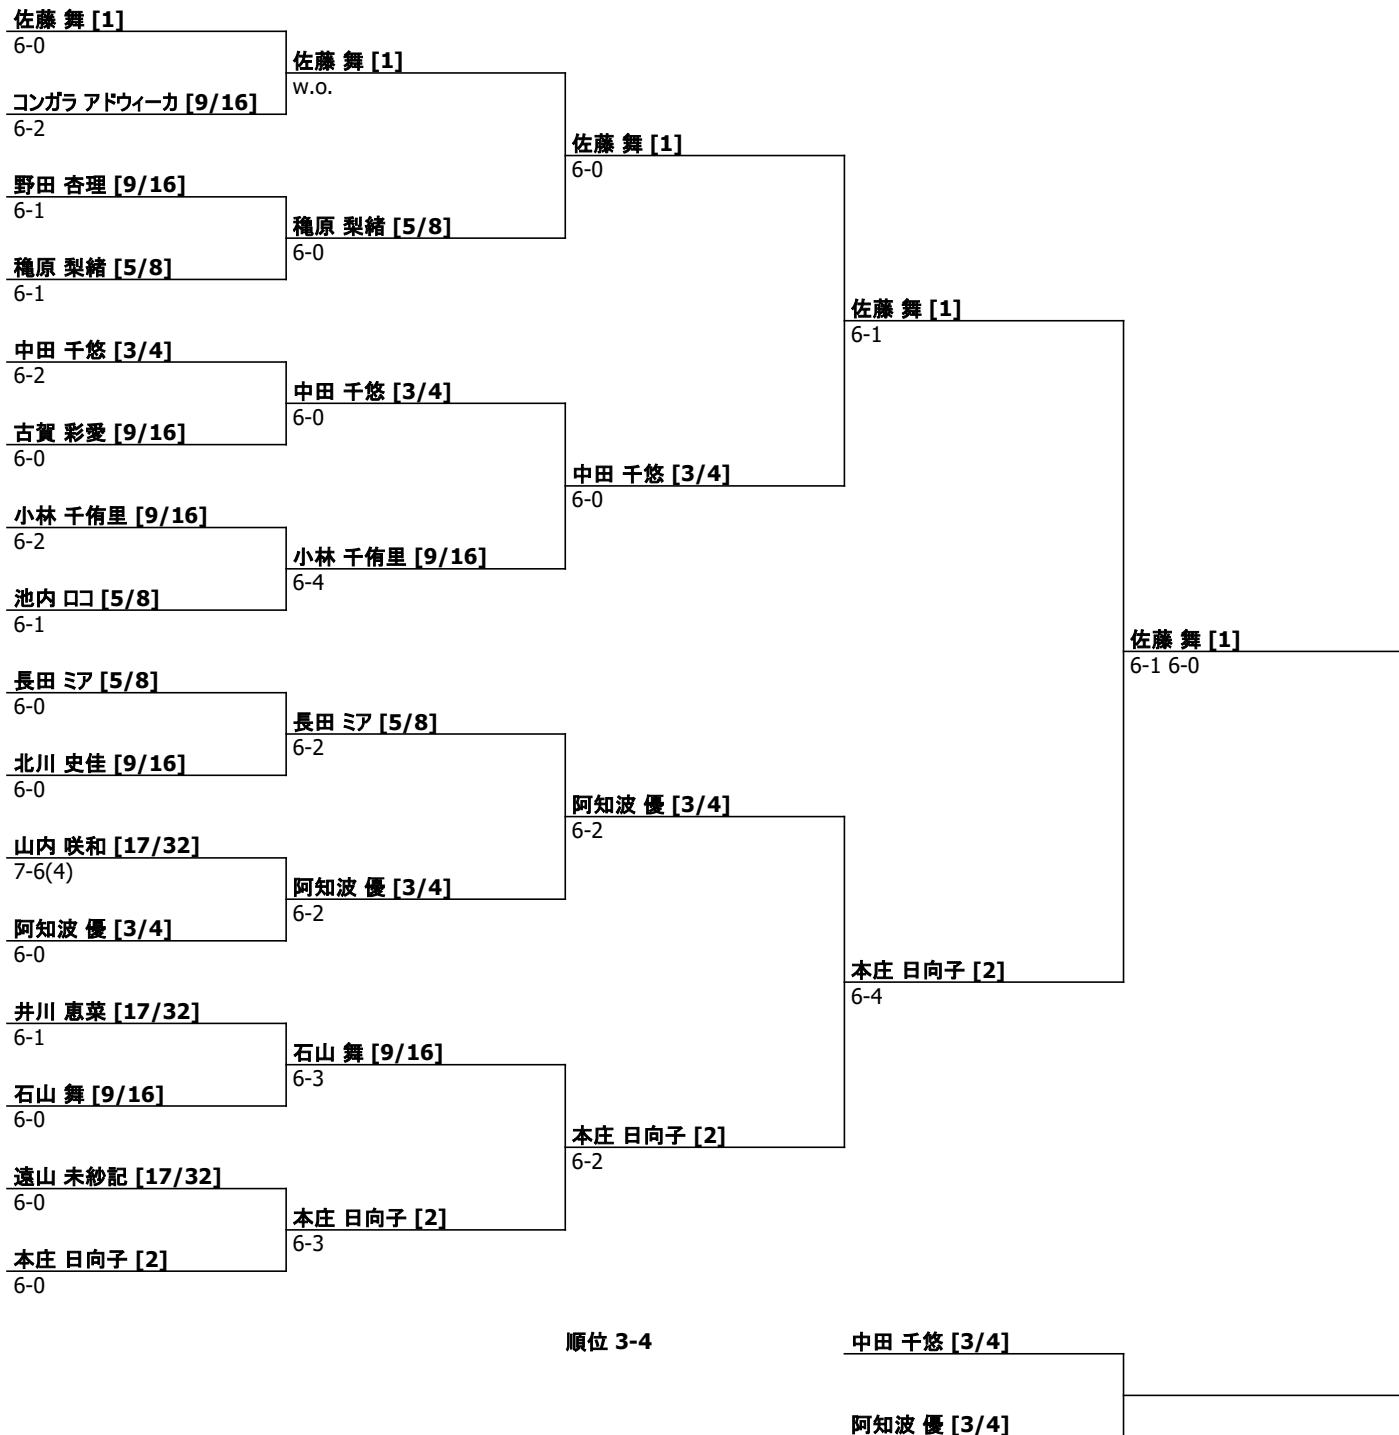 佐藤 舞 [1]
6-0
佐藤 舞 [1]
w.o.
コンガラ アドウィーカ [9/16]
6-2
佐藤 舞 [1]
6-0
野田 杏理 [9/16]
6-1
穐原 梨緒 [5/8]
6-0
穐原 梨緒 [5/8]
6-1
佐藤 舞 [1]
6-1
中田 千悠 [3/4]
6-2
中田 千悠 [3/4]
6-0
古賀 彩愛 [9/16]
6-0
中田 千悠 [3/4]
6-0
小林 千侑里 [9/16]
6-2
小林 千侑里 [9/16]
6-4
池内 ロコ [5/8]
6-1
佐藤 舞 [1]
6-1 6-0
長田 ミア [5/8]
6-0
長田 ミア [5/8]
6-2
北川 史佳 [9/16]
6-0
阿知波 優 [3/4]
6-2
山内 咲和 [17/32]
7-6(4)
阿知波 優 [3/4]
6-2
阿知波 優 [3/4]
6-0
本庄 日向子 [2]
6-4
井川 恵菜 [17/32]
6-1
石山 舞 [9/16]
6-3
石山 舞 [9/16]
6-0
本庄 日向子 [2]
6-2
遠山 未紗記 [17/32]
6-0
本庄 日向子 [2]
6-3
本庄 日向子 [2]
6-0
順位 3-4
中田 千悠 [3/4]
阿知波 優 [3/4]